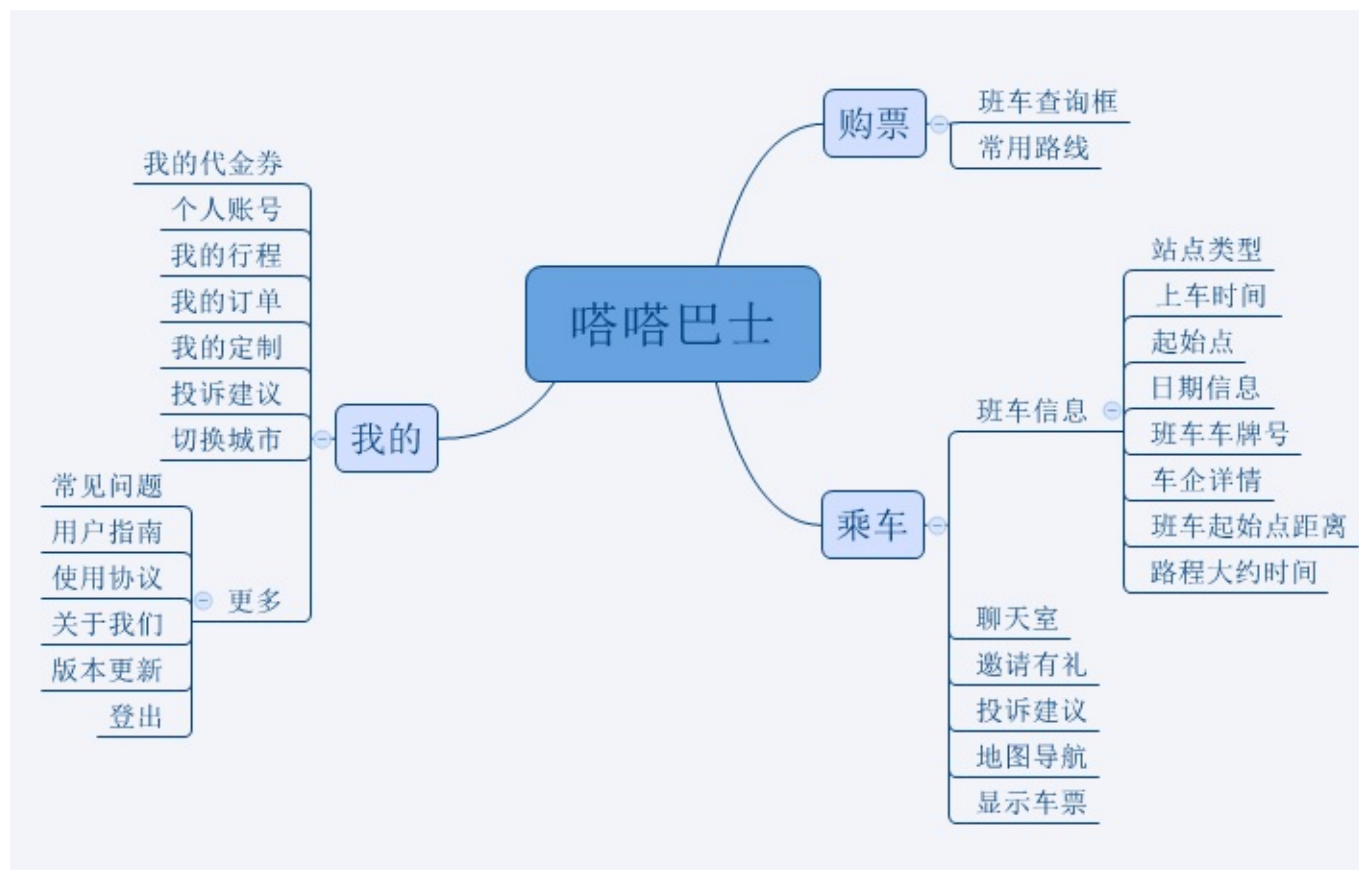 嗒嗒巴士
购票
班车查询框
常用路线
乘车
班车信息
站点类型
上车时间
起始点
日期信息
班车车牌号
车企详情
班车起始点距离
路程大约时间
聊天室
邀请有礼
投诉建议
地图导航
显示车票
我的
我的代金券
个人账号
我的行程
我的订单
我的定制
投诉建议
切换城市
更多
常见问题
用户指南
使用协议
关于我们
版本更新
登出